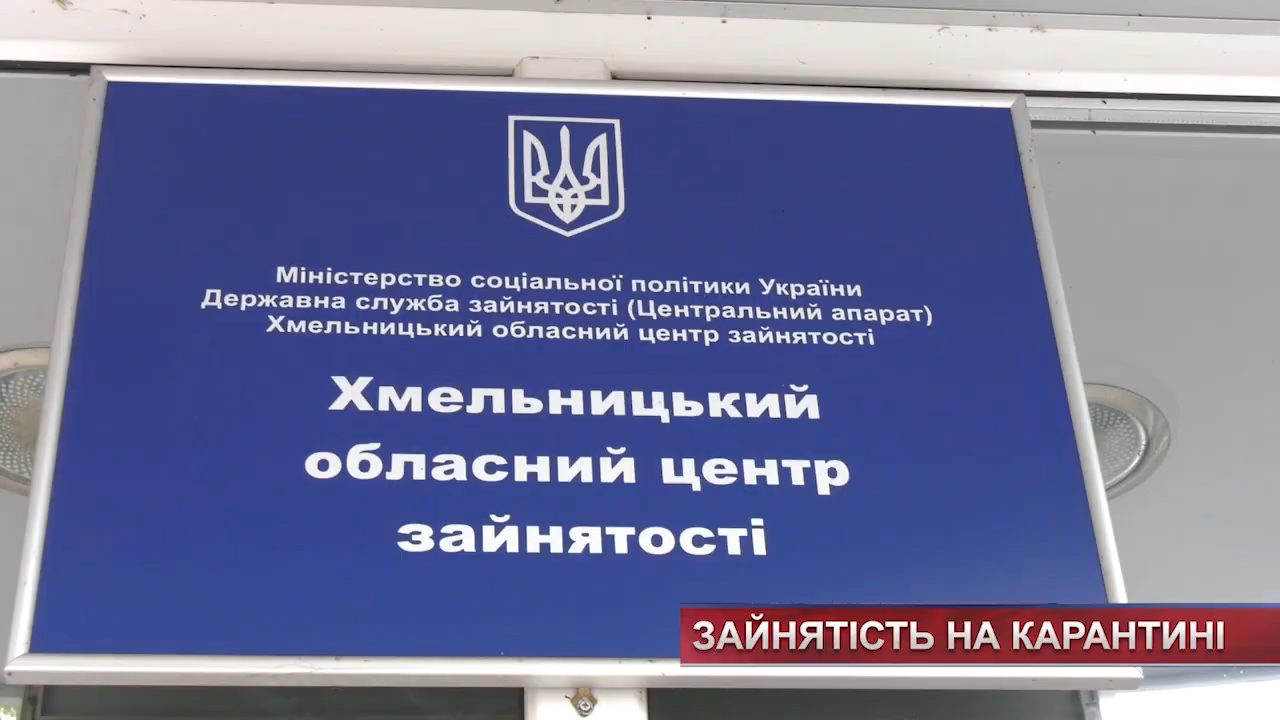 Міністерство соціальної політики України
Державна служба зайнятості (Центральний апарат)
Хмельницький обласний центр зайнятості
Хмельницький
обласний центр
зайнятості
ЗАЙНЯТІСТЬ НА КАРАНТИНІ